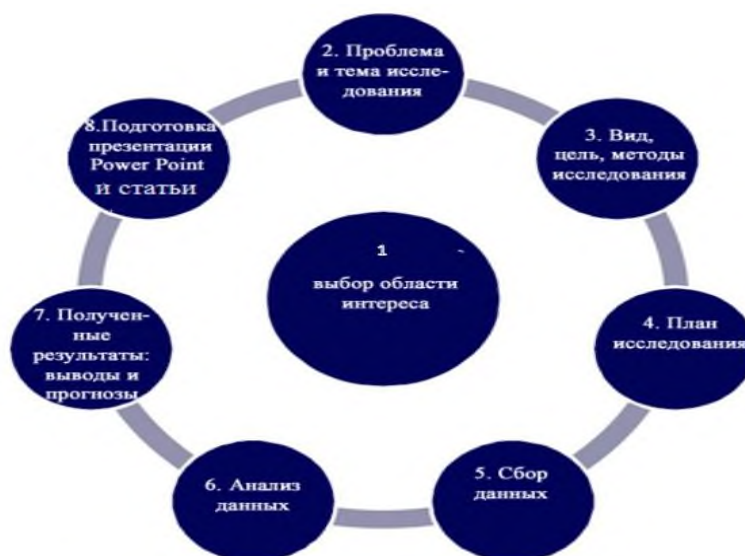 1
выбор области
интереса
2. Проблема
и тема иссле-
дования
3. Вид,
цель, методы
исследования
4. План
исследования
5. Сбор
данных
6. Анализ
данных
7. Получен-
ные
результаты:
выводы и
прогнозы
8.Подготовка
презентации
Power Point
и статьи